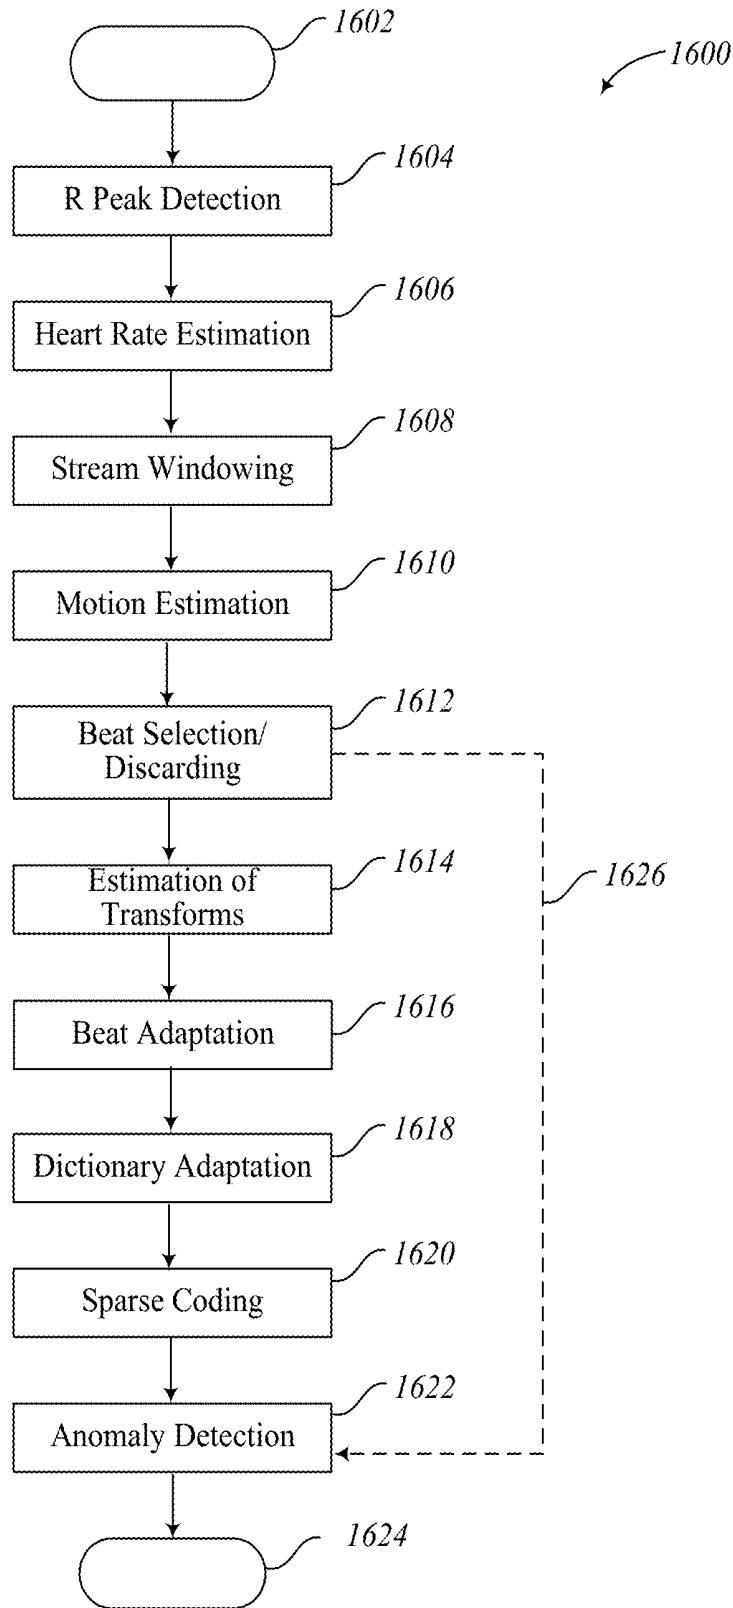 1602
1600
1604
R Peak Detection
1606
Heart Rate Estimation
1608
Stream Windowing
1610
Motion Estimation
1612
Beat Selection/
Discarding
1614
Estimation of
Transforms
1626
1616
Beat Adaptation
1618
Dictionary Adaptation
1620
Sparse Coding
1622
Anomaly Detection
1624